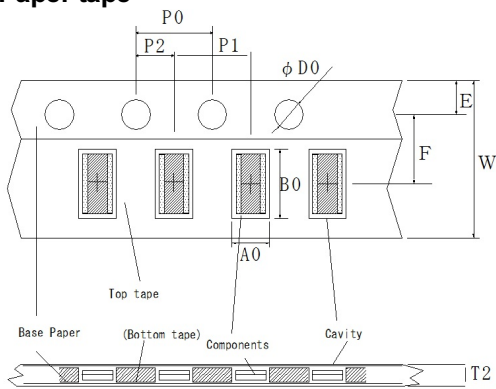 Paper tape
P0
P2
P1
φD0
E
F
W
B0
A0
Top tape
Base Paper
(Bottom tape)
Components
Cavity
T2